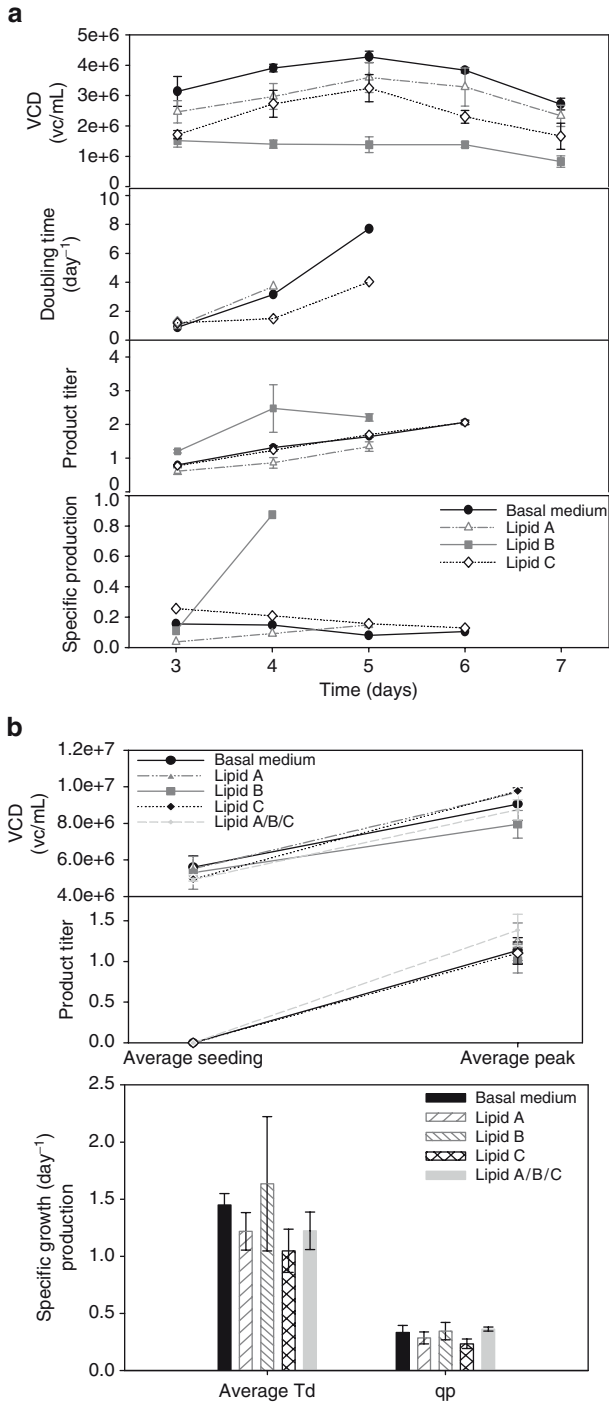 a
5e+6
4e+6
3e+6
2e+6
1e+6
0
VCD
(vc/mL)
8
6
4
2
0
Doubling time
(day⁻¹)
4
3
2
1
0
Product titer
1.0
0.8
0.6
0.4
0.2
0.0
Specific production
Basal medium
Lipid A
Lipid B
Lipid C
3 4 5 6 7
Time (days)
b
1.2e+7
1.0e+7
8.0e+6
6.0e+6
4.0e+6
VCD
(vc/mL)
Basal medium
Lipid A
Lipid B
Lipid C
Lipid A/B/C
1.5
1.0
0.5
0.0
Product titer
Average seeding Average peak
2.5
2.0
1.5
1.0
0.5
0.0
Specific growth (day⁻¹)
production
Basal medium
Lipid A
Lipid B
Lipid C
Lipid A/B/C
Average Td qp